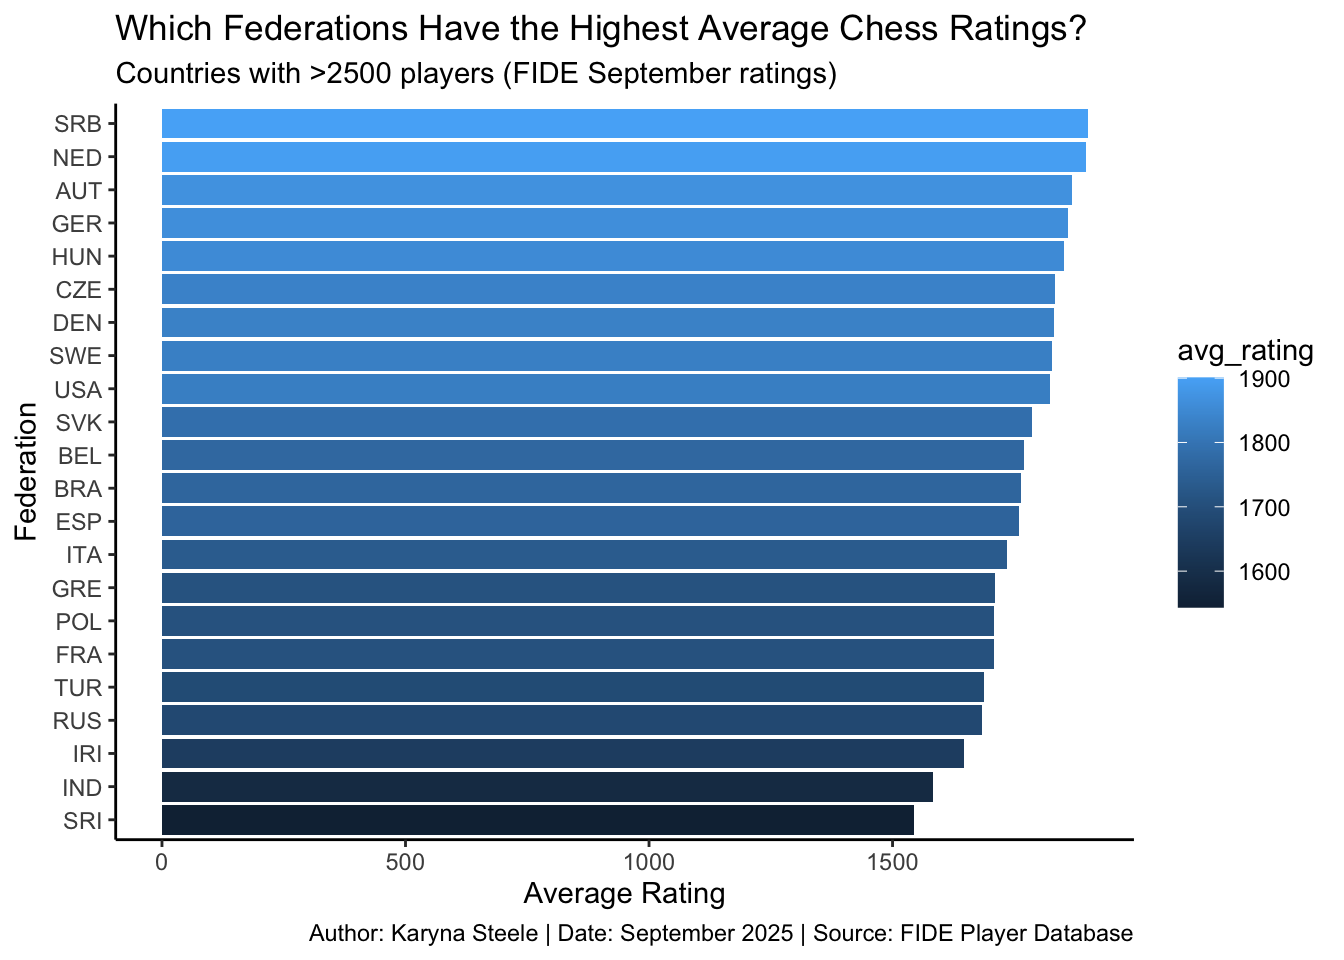 Which Federations Have the Highest Average Chess Ratings?
Countries with >2500 players (FIDE September ratings)
Federation
SRB
NED
AUT
GER
HUN
CZE
DEN
SWE
USA
SVK
BEL
BRA
ESP
ITA
GRE
POL
FRA
TUR
RUS
IRI
IND
SRI
0 500 1000 1500
Average Rating
avg_rating
1900
1800
1700
1600
Author: Karyna Steele | Date: September 2025 | Source: FIDE Player Database